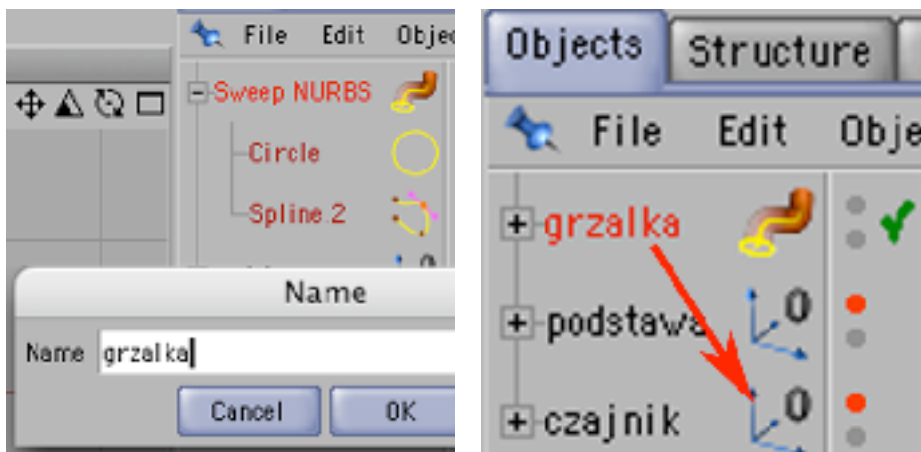 File Edit Objec
Sweep NURBS
Circle
Spline.2
Name
Name grzalka
Cancel OK
Objects Structure
File Edit Obje
grzalka
podstawa
czajnik